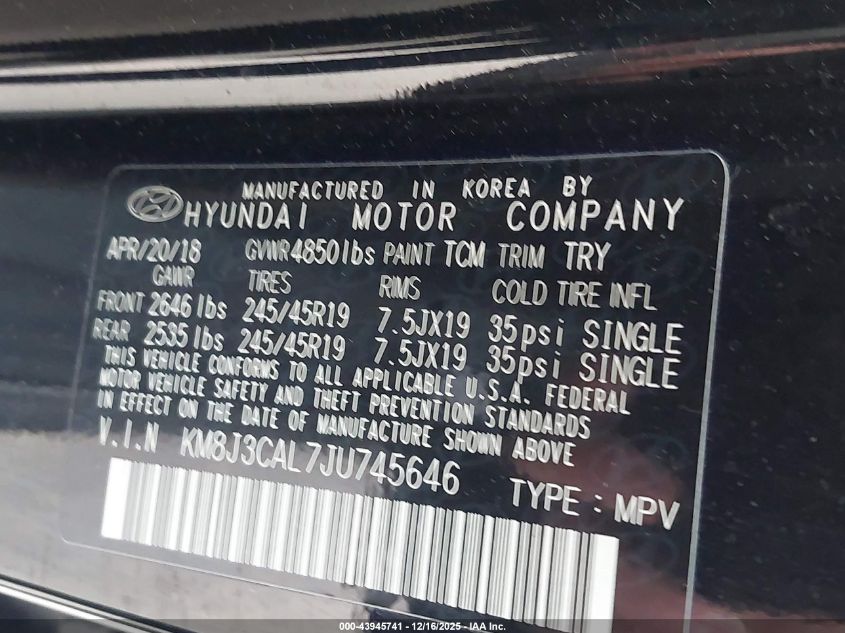 MANUFACTURED IN KOREA BY
HYUNDAI MOTOR COMPANY
APR/20/18 GVWR 4850 lbs PAINT TCM TRIM TRY
GAWR TIRES RIMS COLD TIRE INFL
FRONT 2646 lbs 245/45R19 7.5JX19 35psi SINGLE
REAR 2535 lbs 245/45R19 7.5JX19 35psi SINGLE
THIS VEHICLE CONFORMS TO ALL APPLICABLE U.S.A. FEDERAL
MOTOR VEHICLE SAFETY AND THEFT PREVENTION STANDARDS
IN EFFECT ON THE DATE OF MANUFACTURE SHOWN ABOVE
V.I.N KM8J3CAL7JU745646 TYPE : MPV
000-43945741 - 12/16/2025 - IAA Inc.